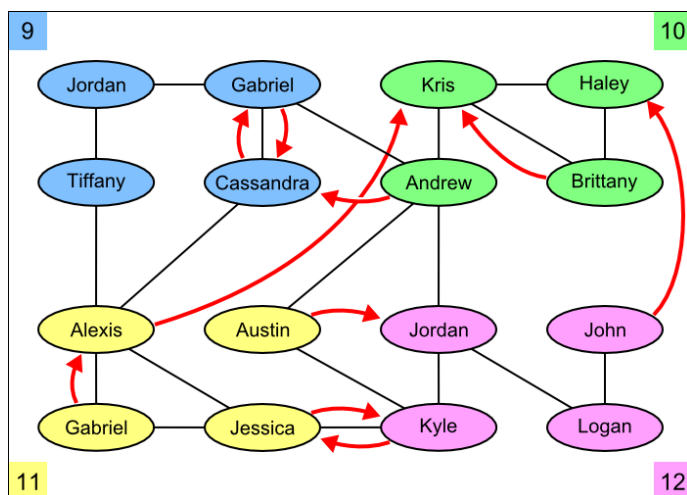 9
10
Jordan
Gabriel
Kris
Haley
Tiffany
Cassandra
Andrew
Brittany
Alexis
Austin
Jordan
John
Gabriel
Jessica
Kyle
Logan
11
12